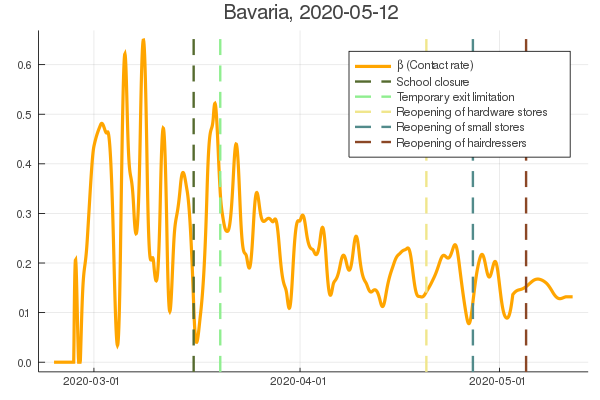 Bavaria, 2020-05-12
β (Contact rate)
School closure
Temporary exit limitation
Reopening of hardware stores
Reopening of small stores
Reopening of hairdressers
0.6
0.5
0.4
0.3
0.2
0.1
0.0
2020-03-01
2020-04-01
2020-05-01